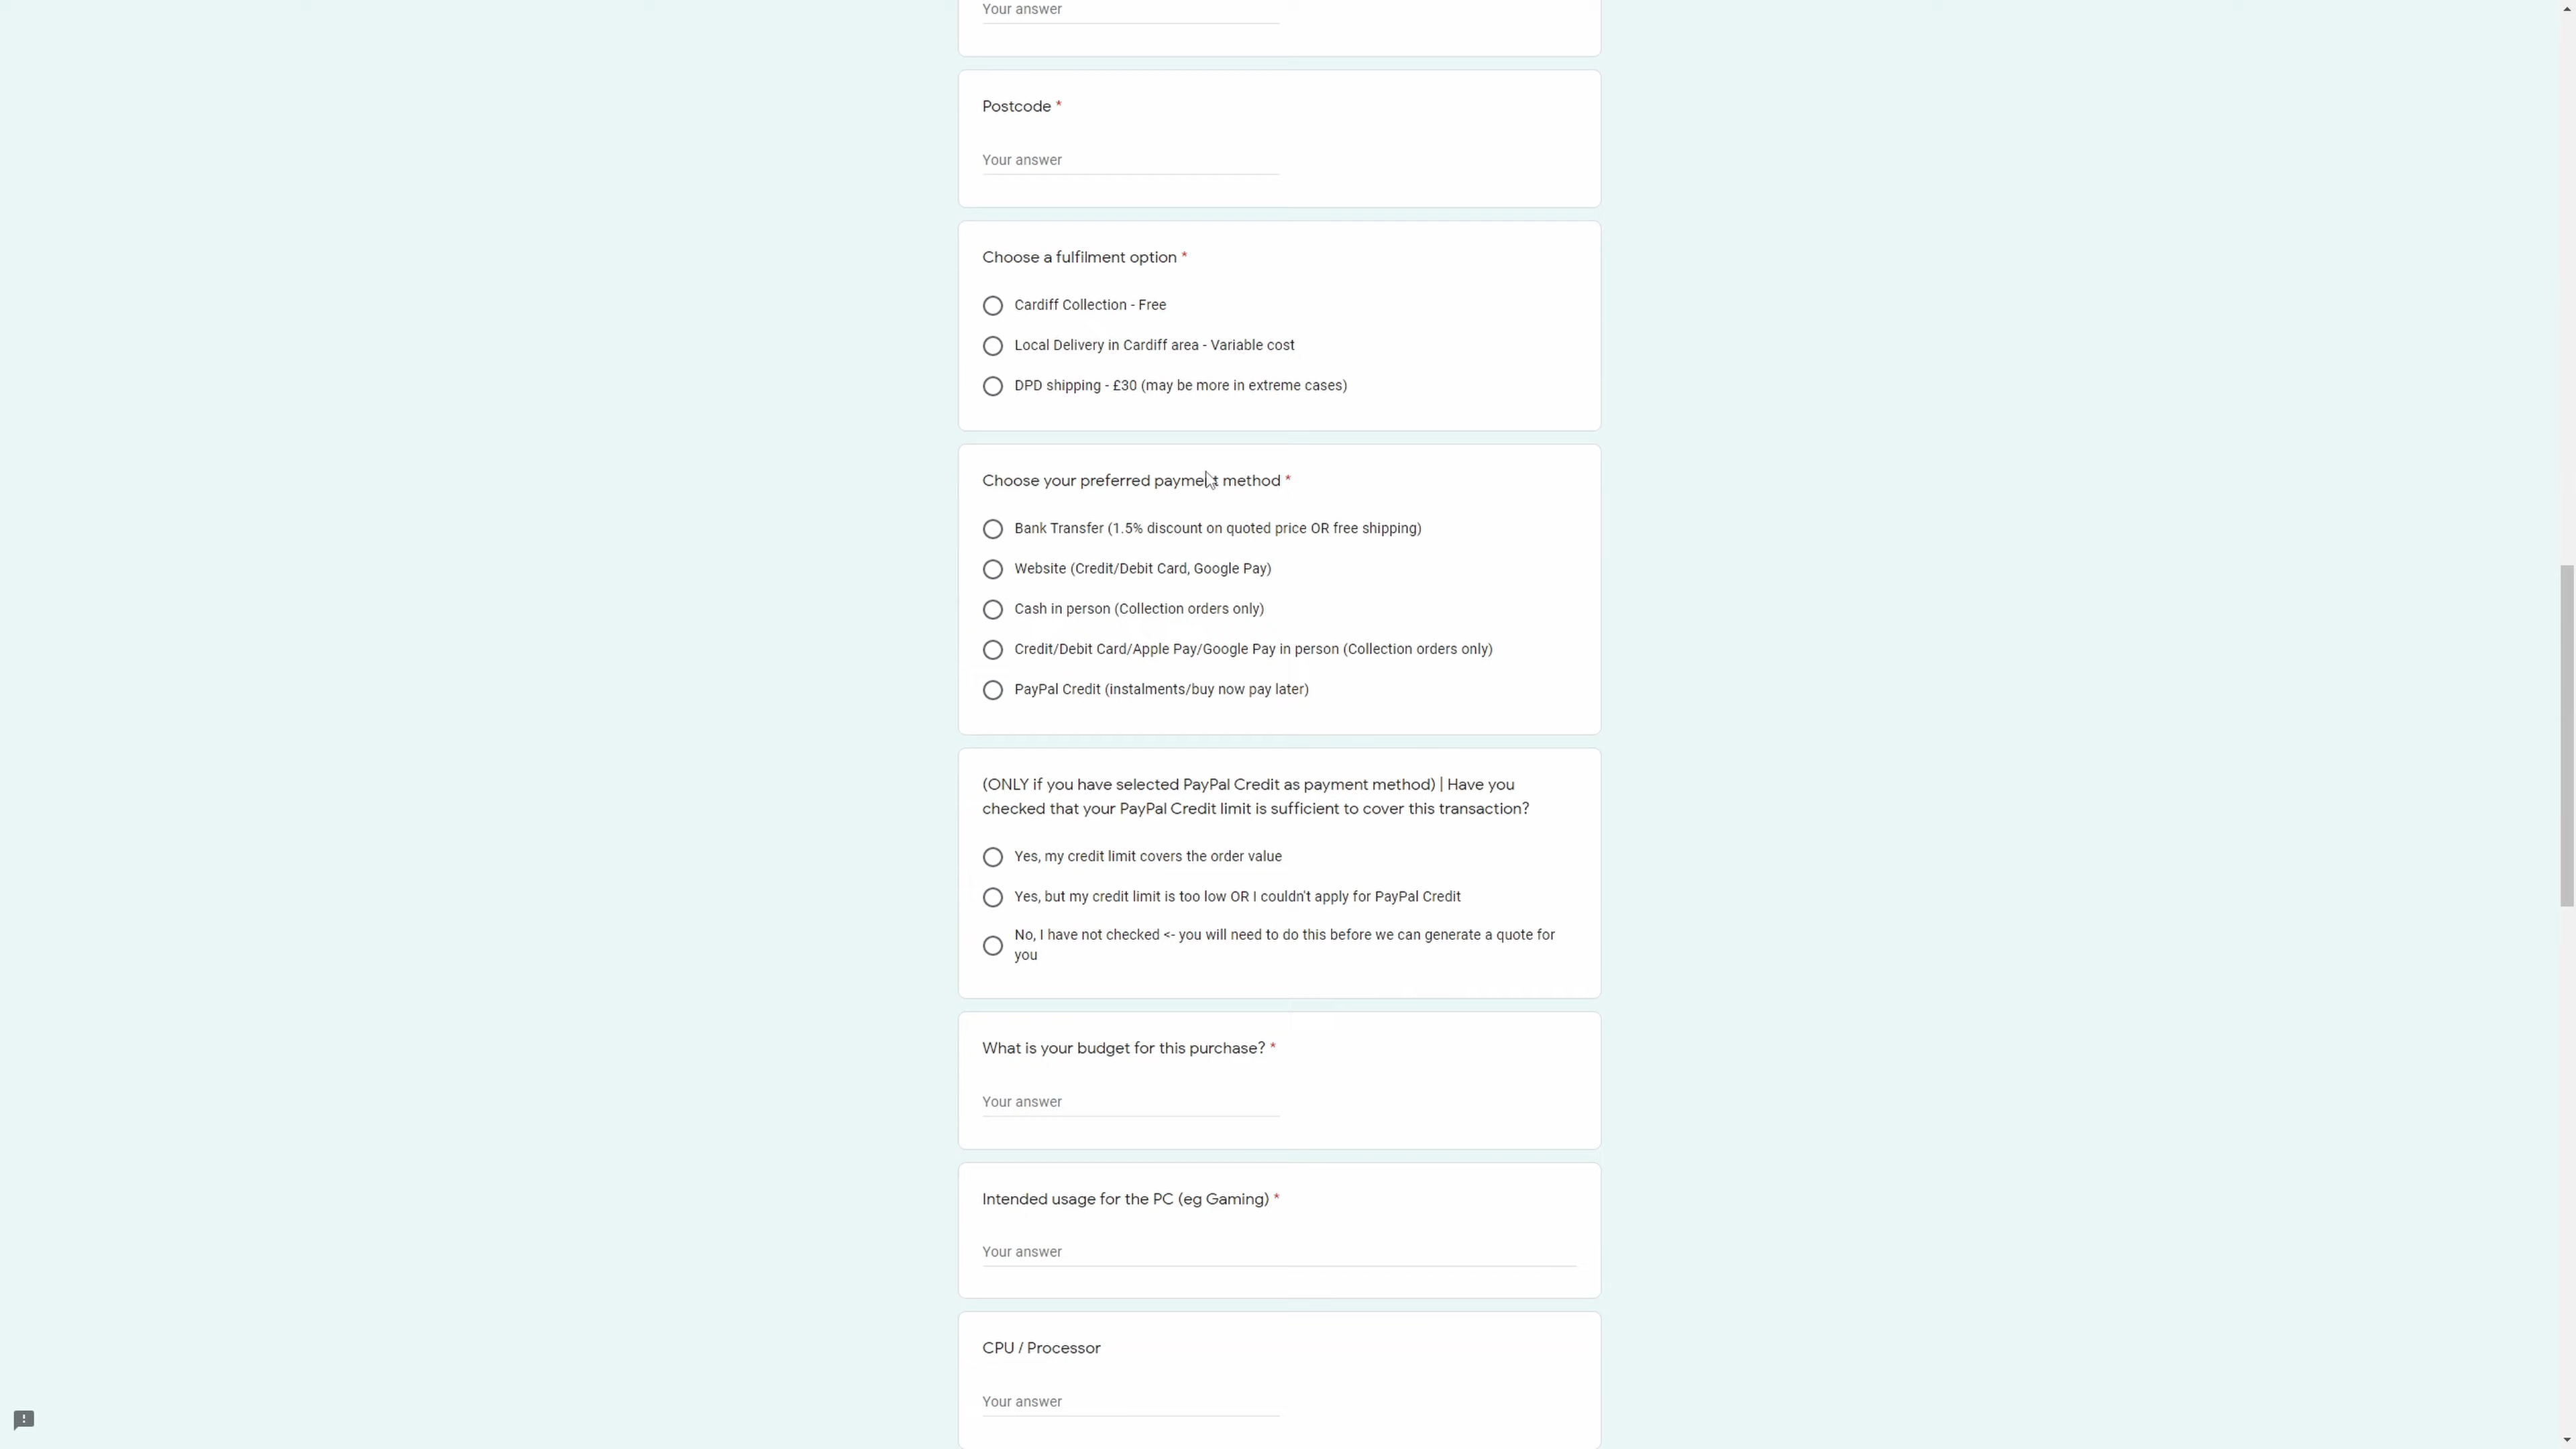 Your answer
Postcode *
Your answer
Choose a fulfilment option *
Cardiff Collection - Free
Local Delivery in Cardiff area - Variable cost
DPD shipping - £30 (may be more in extreme cases)
Choose your preferred payment method *
Bank Transfer (1.5% discount on quoted price OR free shipping)
Website (Credit/Debit Card, Google Pay)
Cash in person (Collection orders only)
Credit/Debit Card/Apple Pay/Google Pay in person (Collection orders only)
PayPal Credit (instalments/buy now pay later)
(ONLY if you have selected PayPal Credit as payment method) | Have you
checked that your PayPal Credit limit is sufficient to cover this transaction?
Yes, my credit limit covers the order value
Yes, but my credit limit is too low OR I couldn't apply for PayPal Credit
No, I have not checked <- you will need to do this before we can generate a quote for
you
What is your budget for this purchase? *
Your answer
Intended usage for the PC (eg Gaming) *
Your answer
CPU / Processor
Your answer